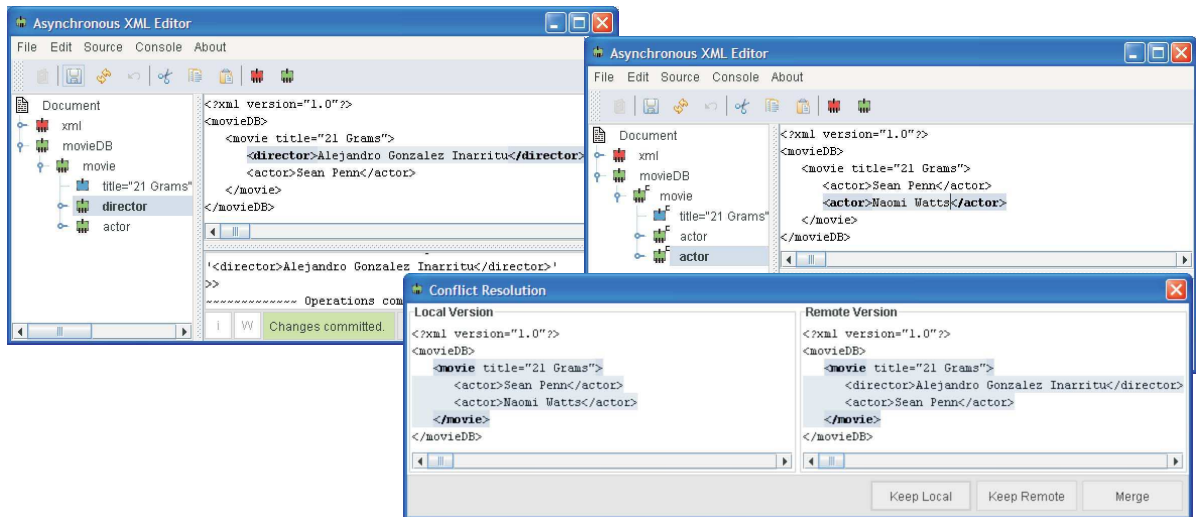 Asynchronous XML Editor
File Edit Source Console About
Document
xml
movieDB
movie
title="21 Grams"
director
actor
<?xml version="1.0"?>
<movieDB>
<movie title="21 Grams">
<director>Alejandro Gonzalez Inarritu</director>
<actor>Sean Penn</actor>
</movie>
</movieDB>
'<director>Alejandro Gonzalez Inarritu</director>'
>>
~~~~~~~~~~~~~ Operations com
i W Changes committed.
Asynchronous XML Editor
File Edit Source Console About
Document
xml
movieDB
F movie
F title="21 Grams"
F actor
F actor
<?xml version="1.0"?>
<movieDB>
<movie title="21 Grams">
<actor>Sean Penn</actor>
<actor>Naomi Watts</actor>
</movie>
</movieDB>
Conflict Resolution
Local Version
<?xml version="1.0"?>
<movieDB>
<movie title="21 Grams">
<actor>Sean Penn</actor>
<actor>Naomi Watts</actor>
</movie>
</movieDB>
Remote Version
<?xml version="1.0"?>
<movieDB>
<movie title="21 Grams">
<director>Alejandro Gonzalez Inarritu</director>
<actor>Sean Penn</actor>
</movie>
</movieDB>
Keep Local
Keep Remote
Merge